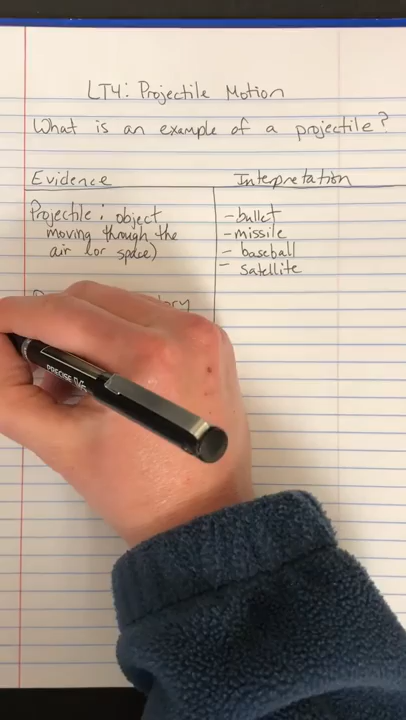 LT4: Projectile Motion
What is an example of a projectile?
Evidence
Interpretation
Projectile: object
moving through the
air (or space)
-bullet
-missile
- baseball
- satellite
PRECISE V5